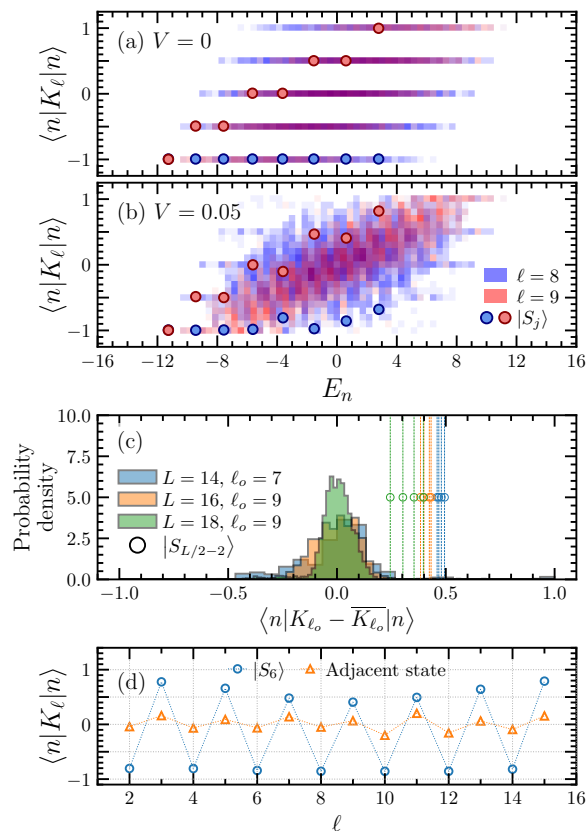 (a) V = 0
⟨n|K_ℓ|n⟩
1
0
−1
(b) V = 0.05
⟨n|K_ℓ|n⟩
1
0
−1
ℓ = 8
ℓ = 9
|S_j⟩
−16 −12 −8 −4 0 4 8 12 16
E_n
(c)
Probability
density
10.0
7.5
5.0
2.5
0.0
L = 14, ℓ_o = 7
L = 16, ℓ_o = 9
L = 18, ℓ_o = 9
|S_{L/2−2}⟩
−1.0 −0.5 0.0 0.5 1.0
⟨n|K_{ℓ_o} − \overline{K_{ℓ_o}}|n⟩
(d)
|S_6⟩ Adjacent state
⟨n|K_ℓ|n⟩
1
0
−1
2 4 6 8 10 12 14 16
ℓ